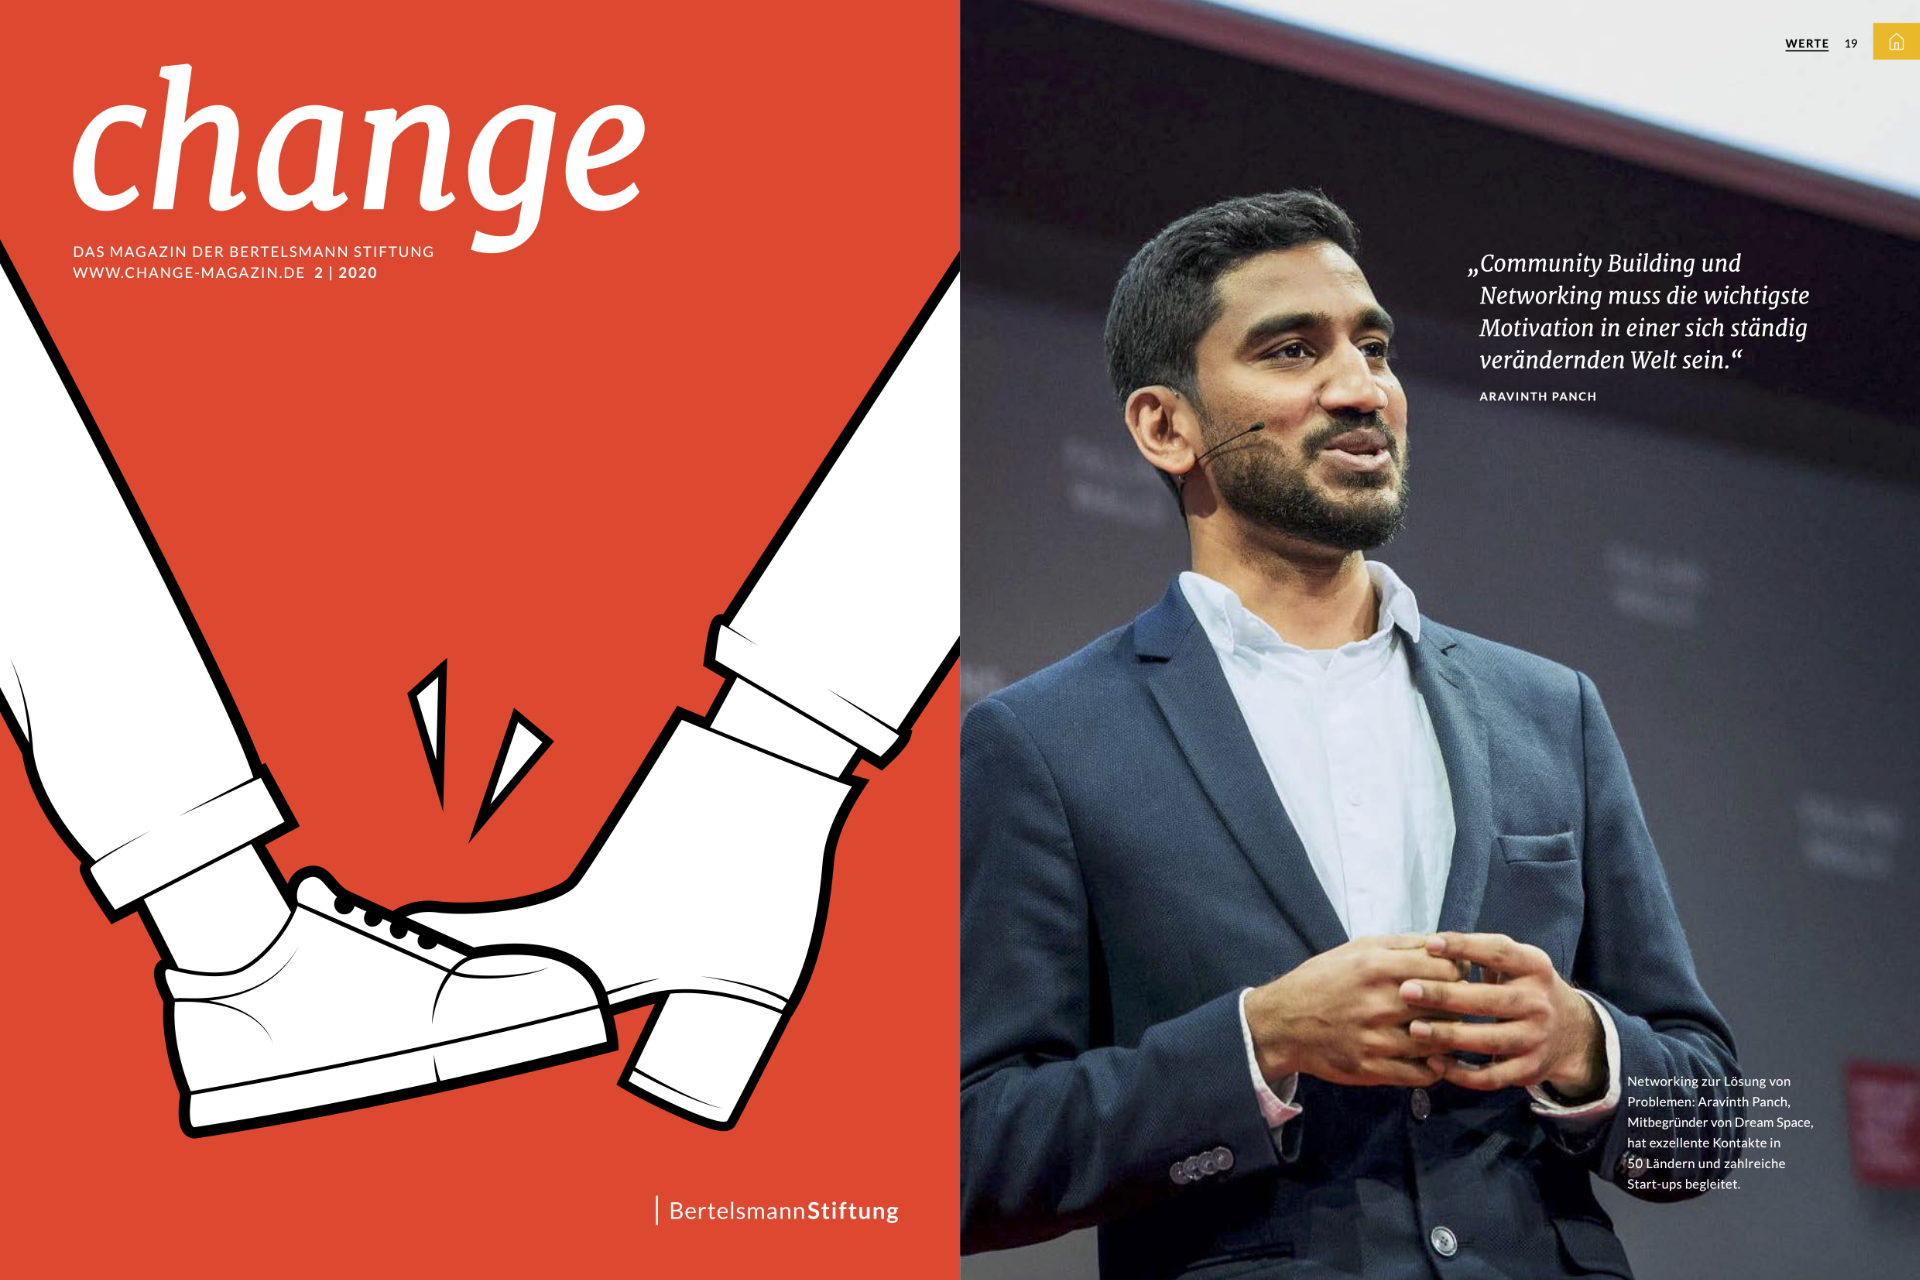 change
DAS MAGAZIN DER BERTELSMANN STIFTUNG
WWW.CHANGE-MAGAZIN.DE 2 | 2020
BertelsmannStiftung
WERTE 19
„Community Building und
Networking muss die wichtigste
Motivation in einer sich ständig
verändernden Welt sein.“
ARAVINTH PANCH
Networking zur Lösung von
Problemen: Aravinth Panch,
Mitbegründer von Dream Space,
hat exzellente Kontakte in
50 Ländern und zahlreiche
Start-ups begleitet.